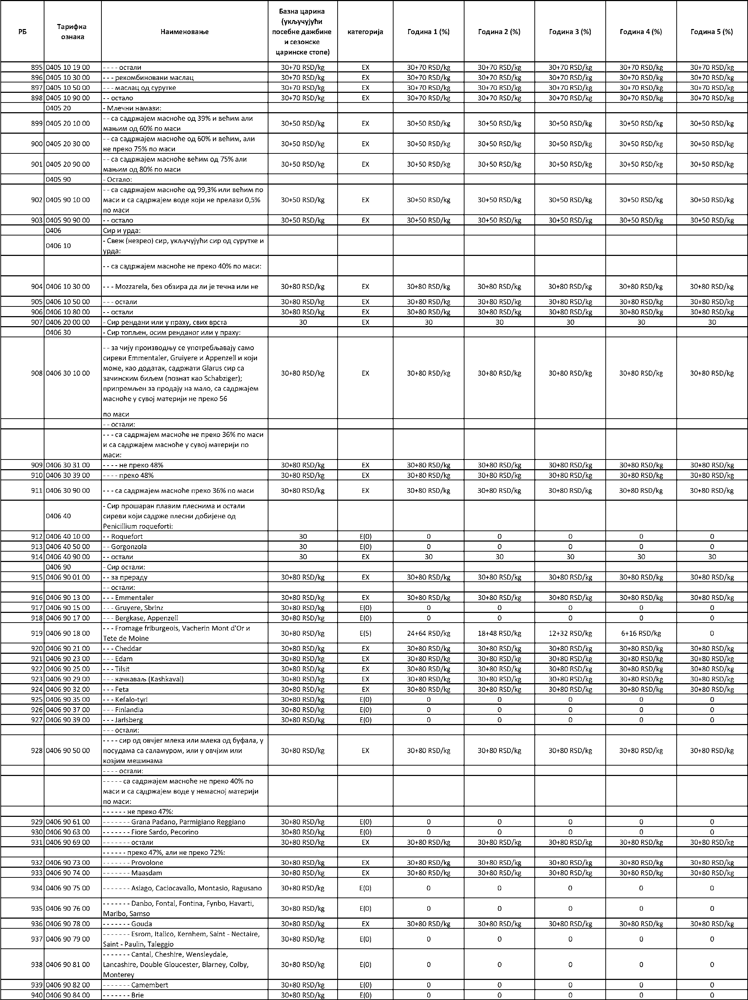 РБ Тарифна ознака Наименовање Базна царина (укључујући посебне дажбине и сезонске царинске стопе) категорија Година 1 (%) Година 2 (%) Година 3 (%) Година 4 (%) Година 5 (%)
895 0405 10 19 00 - - - - остали 30+70 RSD/kg EX 30+70 RSD/kg 30+70 RSD/kg 30+70 RSD/kg 30+70 RSD/kg 30+70 RSD/kg
896 0405 10 30 00 - - - рекомбиновани маслац 30+70 RSD/kg EX 30+70 RSD/kg 30+70 RSD/kg 30+70 RSD/kg 30+70 RSD/kg 30+70 RSD/kg
897 0405 10 50 00 - - - маслац од сурутке 30+70 RSD/kg EX 30+70 RSD/kg 30+70 RSD/kg 30+70 RSD/kg 30+70 RSD/kg 30+70 RSD/kg
898 0405 10 90 00 - - остало 30+70 RSD/kg EX 30+70 RSD/kg 30+70 RSD/kg 30+70 RSD/kg 30+70 RSD/kg 30+70 RSD/kg
0405 20 - Млечни намази:
- - са садржајем масноће од 39% и већим али
899 0405 20 10 00 мањим од 60% по маси 30+50 RSD/kg EX 30+50 RSD/kg 30+50 RSD/kg 30+50 RSD/kg 30+50 RSD/kg 30+50 RSD/kg
- - са садржајем масноће од 60% и већим, али
900 0405 20 30 00 не преко 75% по маси 30+50 RSD/kg EX 30+50 RSD/kg 30+50 RSD/kg 30+50 RSD/kg 30+50 RSD/kg 30+50 RSD/kg
- - са садржајем масноће већим од 75% али
901 0405 20 90 00 мањим од 80% по маси 30+50 RSD/kg EX 30+50 RSD/kg 30+50 RSD/kg 30+50 RSD/kg 30+50 RSD/kg 30+50 RSD/kg
0405 90 - Остало:
- - са садржајем масноће од 99,3% или већим по
902 0405 90 10 00 маси и са садржајем воде који не прелази 0,5% 30+50 RSD/kg EX 30+50 RSD/kg 30+50 RSD/kg 30+50 RSD/kg 30+50 RSD/kg 30+50 RSD/kg
по маси
903 0405 90 90 00 - - остало 30+50 RSD/kg EX 30+50 RSD/kg 30+50 RSD/kg 30+50 RSD/kg 30+50 RSD/kg 30+50 RSD/kg
0406 Сир и урда:
0406 10 - Свеж (незрео) сир, укључујући сир од сурутке и
урда:
- - са садржајем масноће не преко 40% по маси:
904 0406 10 30 00 - - - Mozzarela, без обзира да ли је течна или не 30+80 RSD/kg EX 30+80 RSD/kg 30+80 RSD/kg 30+80 RSD/kg 30+80 RSD/kg 30+80 RSD/kg
905 0406 10 50 00 - - - остали 30+80 RSD/kg EX 30+80 RSD/kg 30+80 RSD/kg 30+80 RSD/kg 30+80 RSD/kg 30+80 RSD/kg
906 0406 10 80 00 - - остали 30+80 RSD/kg EX 30+80 RSD/kg 30+80 RSD/kg 30+80 RSD/kg 30+80 RSD/kg 30+80 RSD/kg
907 0406 20 00 00 - Сир рендани или у праху, свих врста 30 EX 30 30 30 30 30
0406 30 - Сир топљен, осим ренданог или у праху:
- - за чију производњу се употребљавају само
сиреви Emmentaler, Gruiyere и Appenzell и који
може, као додатак, садржати Glarus сир са
908 0406 30 10 00 зачинским биљем (познат као Schabziger); 30+80 RSD/kg EX 30+80 RSD/kg 30+80 RSD/kg 30+80 RSD/kg 30+80 RSD/kg 30+80 RSD/kg
припремљен за продају на мало, са садржајем
масноће у сувој материји не преко 56
по маси
- - остали:
- - - са садржајем масноће не преко 36% по маси
и са садржајем масноће у сувој материји по
маси:
909 0406 30 31 00 - - - - не преко 48% 30+80 RSD/kg EX 30+80 RSD/kg 30+80 RSD/kg 30+80 RSD/kg 30+80 RSD/kg 30+80 RSD/kg
910 0406 30 39 00 - - - - преко 48% 30+80 RSD/kg EX 30+80 RSD/kg 30+80 RSD/kg 30+80 RSD/kg 30+80 RSD/kg 30+80 RSD/kg
911 0406 30 90 00 - - - са садржајем масноће преко 36% по маси 30+80 RSD/kg EX 30+80 RSD/kg 30+80 RSD/kg 30+80 RSD/kg 30+80 RSD/kg 30+80 RSD/kg
- Сир прошаран плавим плеснима и остали
0406 40 сиреви који садрже плесни добијене од
Penicillium roqueforti:
912 0406 40 10 00 - - Roquefort 30 E(0) 0 0 0 0 0
913 0406 40 50 00 - - Gorgonzola 30 E(0) 0 0 0 0 0
914 0406 40 90 00 - - остали 30 EX 30 30 30 30 30
0406 90 - Сир остали:
915 0406 90 01 00 - - за прераду 30+80 RSD/kg EX 30+80 RSD/kg 30+80 RSD/kg 30+80 RSD/kg 30+80 RSD/kg 30+80 RSD/kg
- - остали:
916 0406 90 13 00 - - - Emmentaler 30+80 RSD/kg EX 30+80 RSD/kg 30+80 RSD/kg 30+80 RSD/kg 30+80 RSD/kg 30+80 RSD/kg
917 0406 90 15 00 - - - Gruyere, Sbrinz 30+80 RSD/kg E(0) 0 0 0 0 0
918 0406 90 17 00 - - - Bergkase, Appenzell 30+80 RSD/kg E(0) 0 0 0 0 0
- - - Fromage friburgeois, Vacherin Mont d'Or и
919 0406 90 18 00 Tete de Moine 30+80 RSD/kg E(5) 24+64 RSD/kg 18+48 RSD/kg 12+32 RSD/kg 6+16 RSD/kg 0
920 0406 90 21 00 - - - Cheddar 30+80 RSD/kg EX 30+80 RSD/kg 30+80 RSD/kg 30+80 RSD/kg 30+80 RSD/kg 30+80 RSD/kg
921 0406 90 23 00 - - - Edam 30+80 RSD/kg EX 30+80 RSD/kg 30+80 RSD/kg 30+80 RSD/kg 30+80 RSD/kg 30+80 RSD/kg
922 0406 90 25 00 - - - Tilsit 30+80 RSD/kg EX 30+80 RSD/kg 30+80 RSD/kg 30+80 RSD/kg 30+80 RSD/kg 30+80 RSD/kg
923 0406 90 29 00 - - - качкаваљ (Kashkaval) 30+80 RSD/kg EX 30+80 RSD/kg 30+80 RSD/kg 30+80 RSD/kg 30+80 RSD/kg 30+80 RSD/kg
924 0406 90 32 00 - - - Feta 30+80 RSD/kg EX 30+80 RSD/kg 30+80 RSD/kg 30+80 RSD/kg 30+80 RSD/kg 30+80 RSD/kg
925 0406 90 35 00 - - - Kefalo-tyri 30+80 RSD/kg E(0) 0 0 0 0 0
926 0406 90 37 00 - - - Finlandia 30+80 RSD/kg E(0) 0 0 0 0 0
927 0406 90 39 00 - - - Jarlsberg 30+80 RSD/kg E(0) 0 0 0 0 0
- - - остали:
- - - - сир од овчјег млека или млека од буфала, у
928 0406 90 50 00 посудама са саламуром, или у овчјим или 30+80 RSD/kg EX 30+80 RSD/kg 30+80 RSD/kg 30+80 RSD/kg 30+80 RSD/kg 30+80 RSD/kg
козјим мешинама
- - - - остали:
- - - - - са садржајем масноће не преко 40% по
маси и са садржајем воде у немасној материји
по маси:
- - - - - - не преко 47%:
929 0406 90 61 00 - - - - - - - Grana Padano, Parmigiano Reggiano 30+80 RSD/kg E(0) 0 0 0 0 0
930 0406 90 63 00 - - - - - - - Fiore Sardo, Pecorino 30+80 RSD/kg E(0) 0 0 0 0 0
931 0406 90 69 00 - - - - - - - остали 30+80 RSD/kg EX 30+80 RSD/kg 30+80 RSD/kg 30+80 RSD/kg 30+80 RSD/kg 30+80 RSD/kg
- - - - - - преко 47%, али не преко 72%:
932 0406 90 73 00 - - - - - - - Provolone 30+80 RSD/kg EX 30+80 RSD/kg 30+80 RSD/kg 30+80 RSD/kg 30+80 RSD/kg 30+80 RSD/kg
933 0406 90 74 00 - - - - - - - Maasdam 30+80 RSD/kg EX 30+80 RSD/kg 30+80 RSD/kg 30+80 RSD/kg 30+80 RSD/kg 30+80 RSD/kg
934 0406 90 75 00 - - - - - - - Asiago, Caciocavallo, Montasio, Ragusano 30+80 RSD/kg E(0) 0 0 0 0 0
- - - - - - - Danbo, Fontal, Fontina, Fynbo, Havarti,
935 0406 90 76 00 Maribo, Samso 30+80 RSD/kg E(0) 0 0 0 0 0
936 0406 90 78 00 - - - - - - - Gouda 30+80 RSD/kg EX 30+80 RSD/kg 30+80 RSD/kg 30+80 RSD/kg 30+80 RSD/kg 30+80 RSD/kg
- - - - - - - Esrom, Italico, Kernhem, Saint - Nectaire,
937 0406 90 79 00 Saint - Paulin, Taleggio 30+80 RSD/kg E(0) 0 0 0 0 0
- - - - - - - Cantal, Cheshire, Wensleydale,
938 0406 90 81 00 Lancashire, Double Gloucester, Blarney, Colby, 30+80 RSD/kg E(0) 0 0 0 0 0
Monterey
939 0406 90 82 00 - - - - - - - Camembert 30+80 RSD/kg E(0) 0 0 0 0 0
940 0406 90 84 00 - - - - - - - Brie 30+80 RSD/kg E(0) 0 0 0 0 0